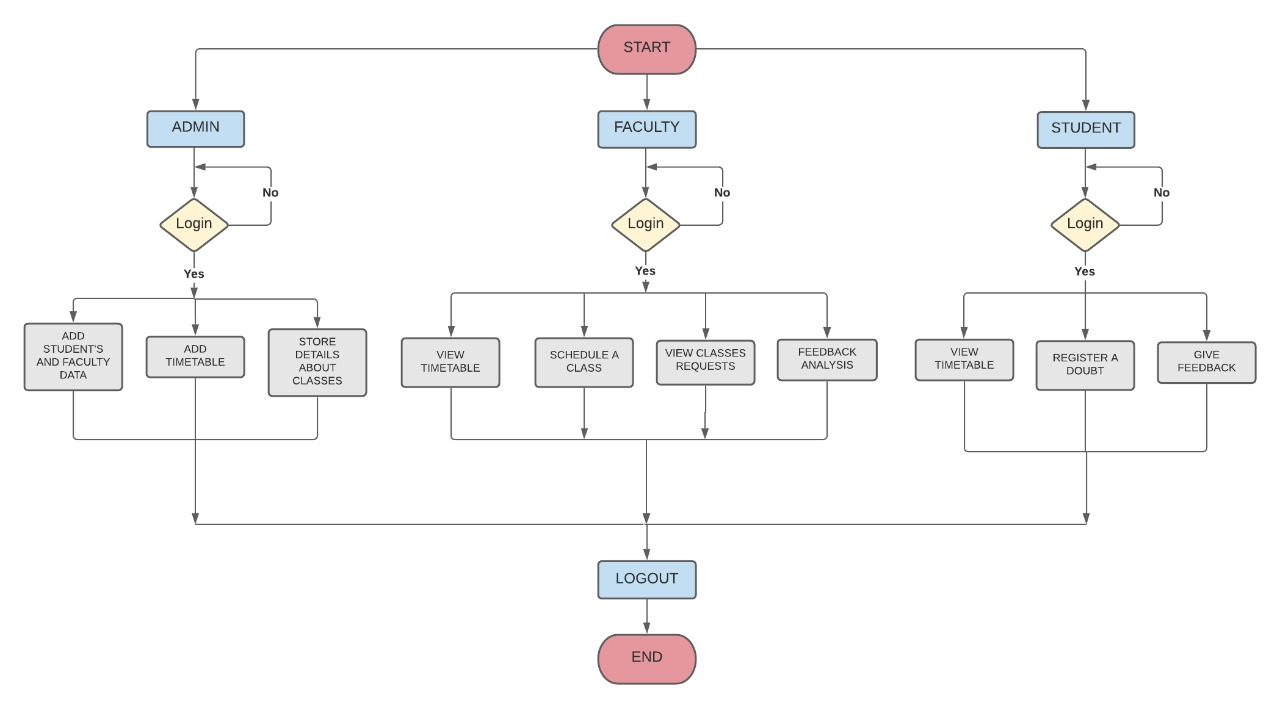 START
ADMIN
FACULTY
STUDENT
No
No
No
Login
Login
Login
Yes
Yes
Yes
ADD
STUDENT'S
AND FACULTY
DATA
ADD
TIMETABLE
STORE
DETAILS
ABOUT
CLASSES
VIEW
TIMETABLE
SCHEDULE A
CLASS
VIEW CLASSES
REQUESTS
FEEDBACK
ANALYSIS
VIEW
TIMETABLE
REGISTER A
DOUBT
GIVE
FEEDBACK
LOGOUT
END